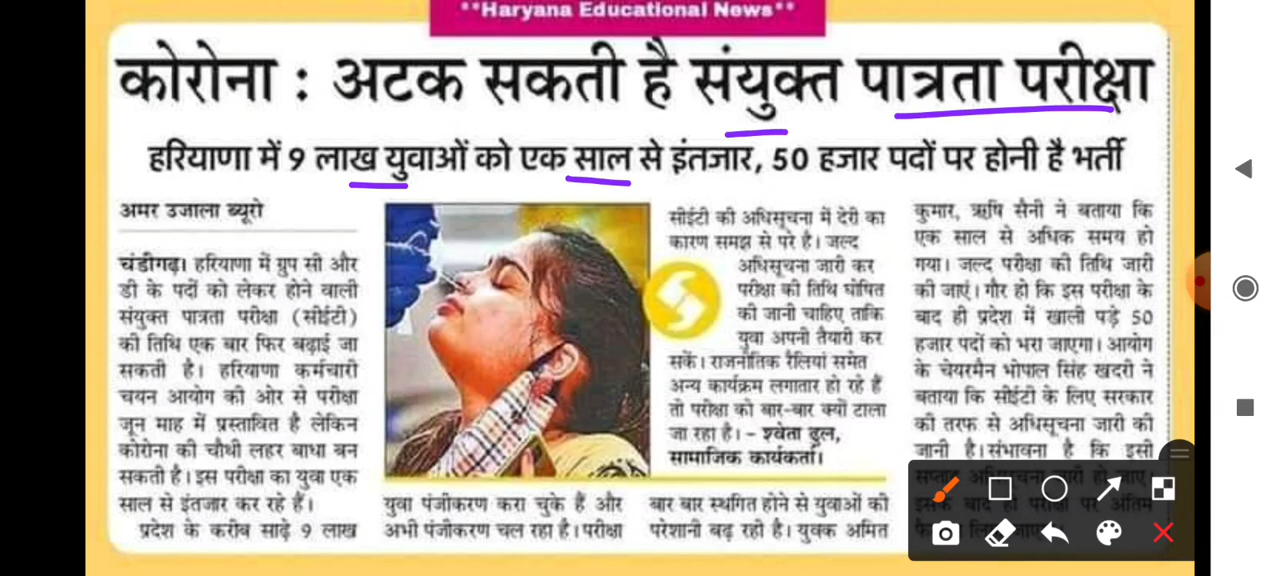 **Haryana Educational News**
कोरोना : अटक सकती है संयुक्त पात्रता परीक्षा
हरियाणा में 9 लाख युवाओं को एक साल से इंतजार, 50 हजार पदों पर होनी है भर्ती
अमर उजाला ब्यूरो
चंडीगढ़। हरियाणा में ग्रुप सी और
डी के पदों को लेकर होने वाली
संयुक्त पात्रता परीक्षा (सीईटी)
की तिथि एक बार फिर बढ़ाई जा
सकती है। हरियाणा कर्मचारी
चयन आयोग की ओर से परीक्षा
जून माह में प्रस्तावित है लेकिन
कोरोना की चौथी लहर बाधा बन
सकती है। इस परीक्षा का युवा एक
साल से इंतजार कर रहे हैं।
प्रदेश के करीब साढ़े 9 लाख
युवा पंजीकरण करा चुके हैं और
अभी पंजीकरण चल रहा है। परीक्षा
सीईटी की अधिसूचना में देरी का
कारण समझ से परे है। जल्द
अधिसूचना जारी कर
परीक्षा की तिथि घोषित
की जानी चाहिए ताकि
युवा अपनी तैयारी कर
सकें। राजनीतिक रैलियां समेत
अन्य कार्यक्रम लगातार हो रहे हैं
तो परीक्षा को बार-बार क्यों टाला
जा रहा है। - श्वेता ढुल,
सामाजिक कार्यकर्ता।
बार बार स्थगित होने से युवाओं की
परेशानी बढ़ रही है। युवक अमित
कुमार, ऋषि सैनी ने बताया कि
एक साल से अधिक समय हो
गया। जल्द परीक्षा की तिथि जारी
की जाएं। गौर हो कि इस परीक्षा के
बाद ही प्रदेश में खाली पड़े 50
हजार पदों को भरा जाएगा। आयोग
के चेयरमैन भोपाल सिंह खदरी ने
बताया कि सीईटी के लिए सरकार
की तरफ से अधिसूचना जारी की
जानी है। संभावना है कि इसी
सप्ताह अधिसूचना जारी हो जाए।
इसके बाद ही परीक्षा पर अंतिम